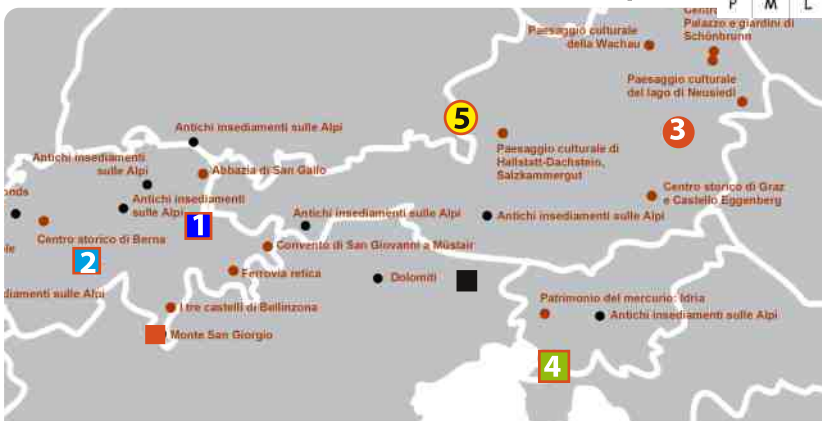 P M L
Centro
Palazzo e giardini di
Schönbrunn
Paesaggio culturale
della Wachau
Paesaggio culturale
del lago di Neusiedl
5
3
Antichi insediamenti sulle Alpi
Paesaggio culturale di
Hallstatt-Dachstein,
Salzkammergut
Antichi insediamenti
sulle Alpi
Abbazia di San Gallo
onds
Antichi insediamenti
sulle Alpi
1
Centro storico di Graz
e Castello Eggenberg
Antichi insediamenti sulle Alpi
Antichi insediamenti sulle Alpi
Centro storico di Berna
Convento di San Giovanni a Müstair
2
Ferrovia retica
Dolomiti
diamenti sulle Alpi
I tre castelli di Bellinzona
Patrimonio del mercurio: Idria
Antichi insediamenti sulle Alpi
Monte San Giorgio
4